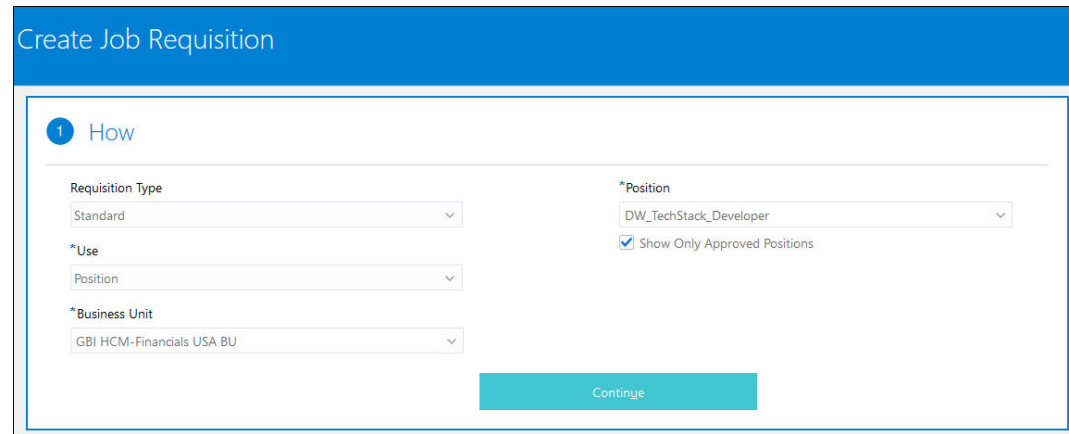 Create Job Requisition
1 How
Requisition Type
Standard
*Use
Position
*Business Unit
GBI HCM-Financials USA BU
*Position
DW_TechStack_Developer
Show Only Approved Positions
Continue